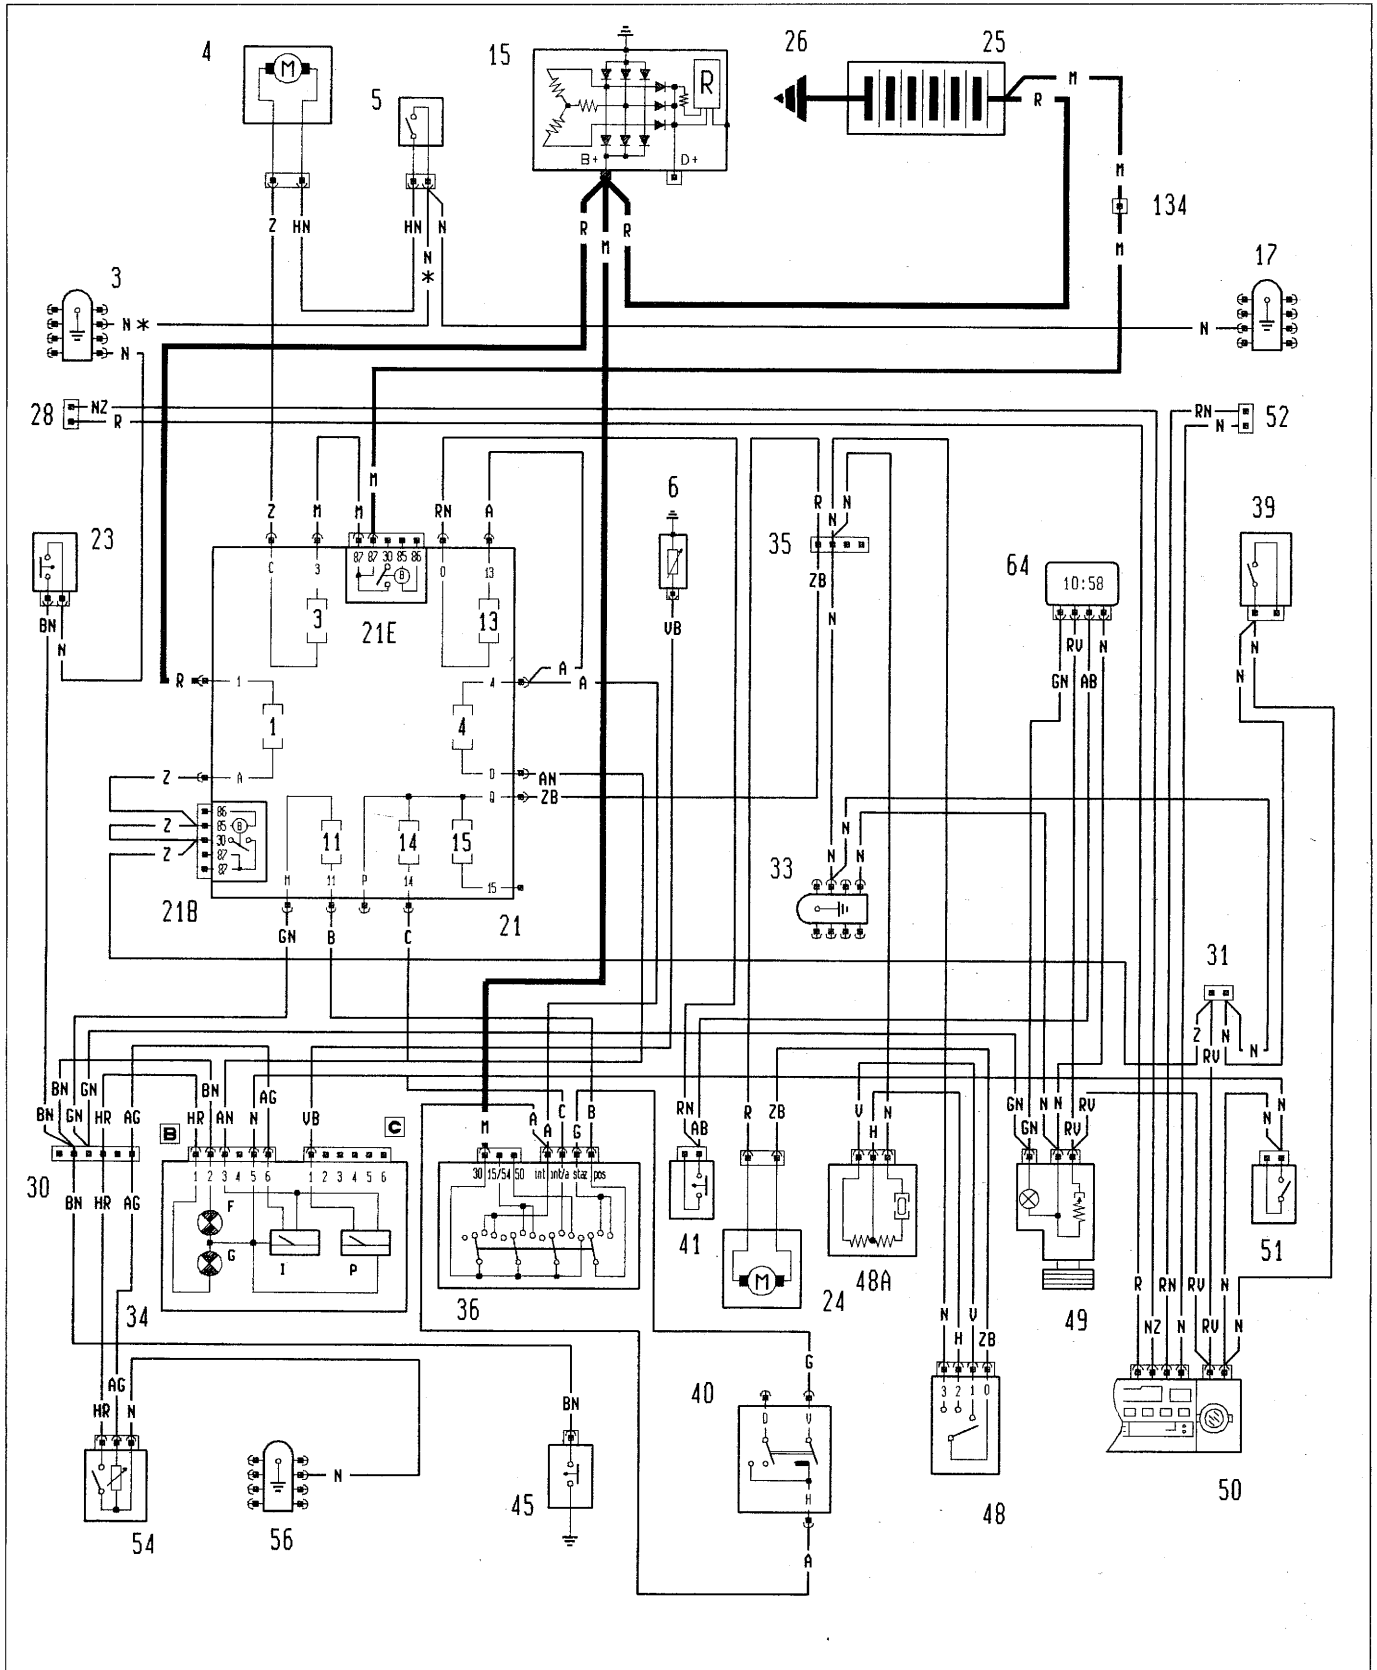 4
5
15
26
25
M
R
B+
D+
R
M
R
M
R
M
134
M
Z
HN
HN
N
N
*
3
N *
N
17
N
28
NZ
R
RN
N
52
23
BN
N
Z
M
M
M
RN
A
6
VB
35
R
N
N
ZB
N
39
N
N
64
10:58
GN
RV
AB
N
C
3
87
87
30
85
86
B
O
13
3
21E
13
R
1
1
4
4
A
A
Z
A
D
AN
Q
ZB
86
85
30
87
87
B
Z
Z
11
14
15
M
11
P
14
15
21B
21
GN
B
C
33
N
N
N
31
Z
RV
N
N
BN
BN
GN
GN
HR
AG
B
HR
BN
AN
N
AG
VB
C
M
A
A
C
G
B
RN
AB
R
ZB
V
H
N
GN
GN
N
N
RV
RV
N
N
30
BN
HR
AG
1
2
3
4
5
6
1
2
3
4
5
6
F
G
I
P
34
30
15/54
50
int
int/a
staz
pos
36
41
M
24
48A
49
51
N
H
V
ZB
R
NZ
RN
N
RV
RV
N
N
HR
AG
N
54
56
N
BN
45
40
G
D
V
H
A
3
2
1
0
48
50